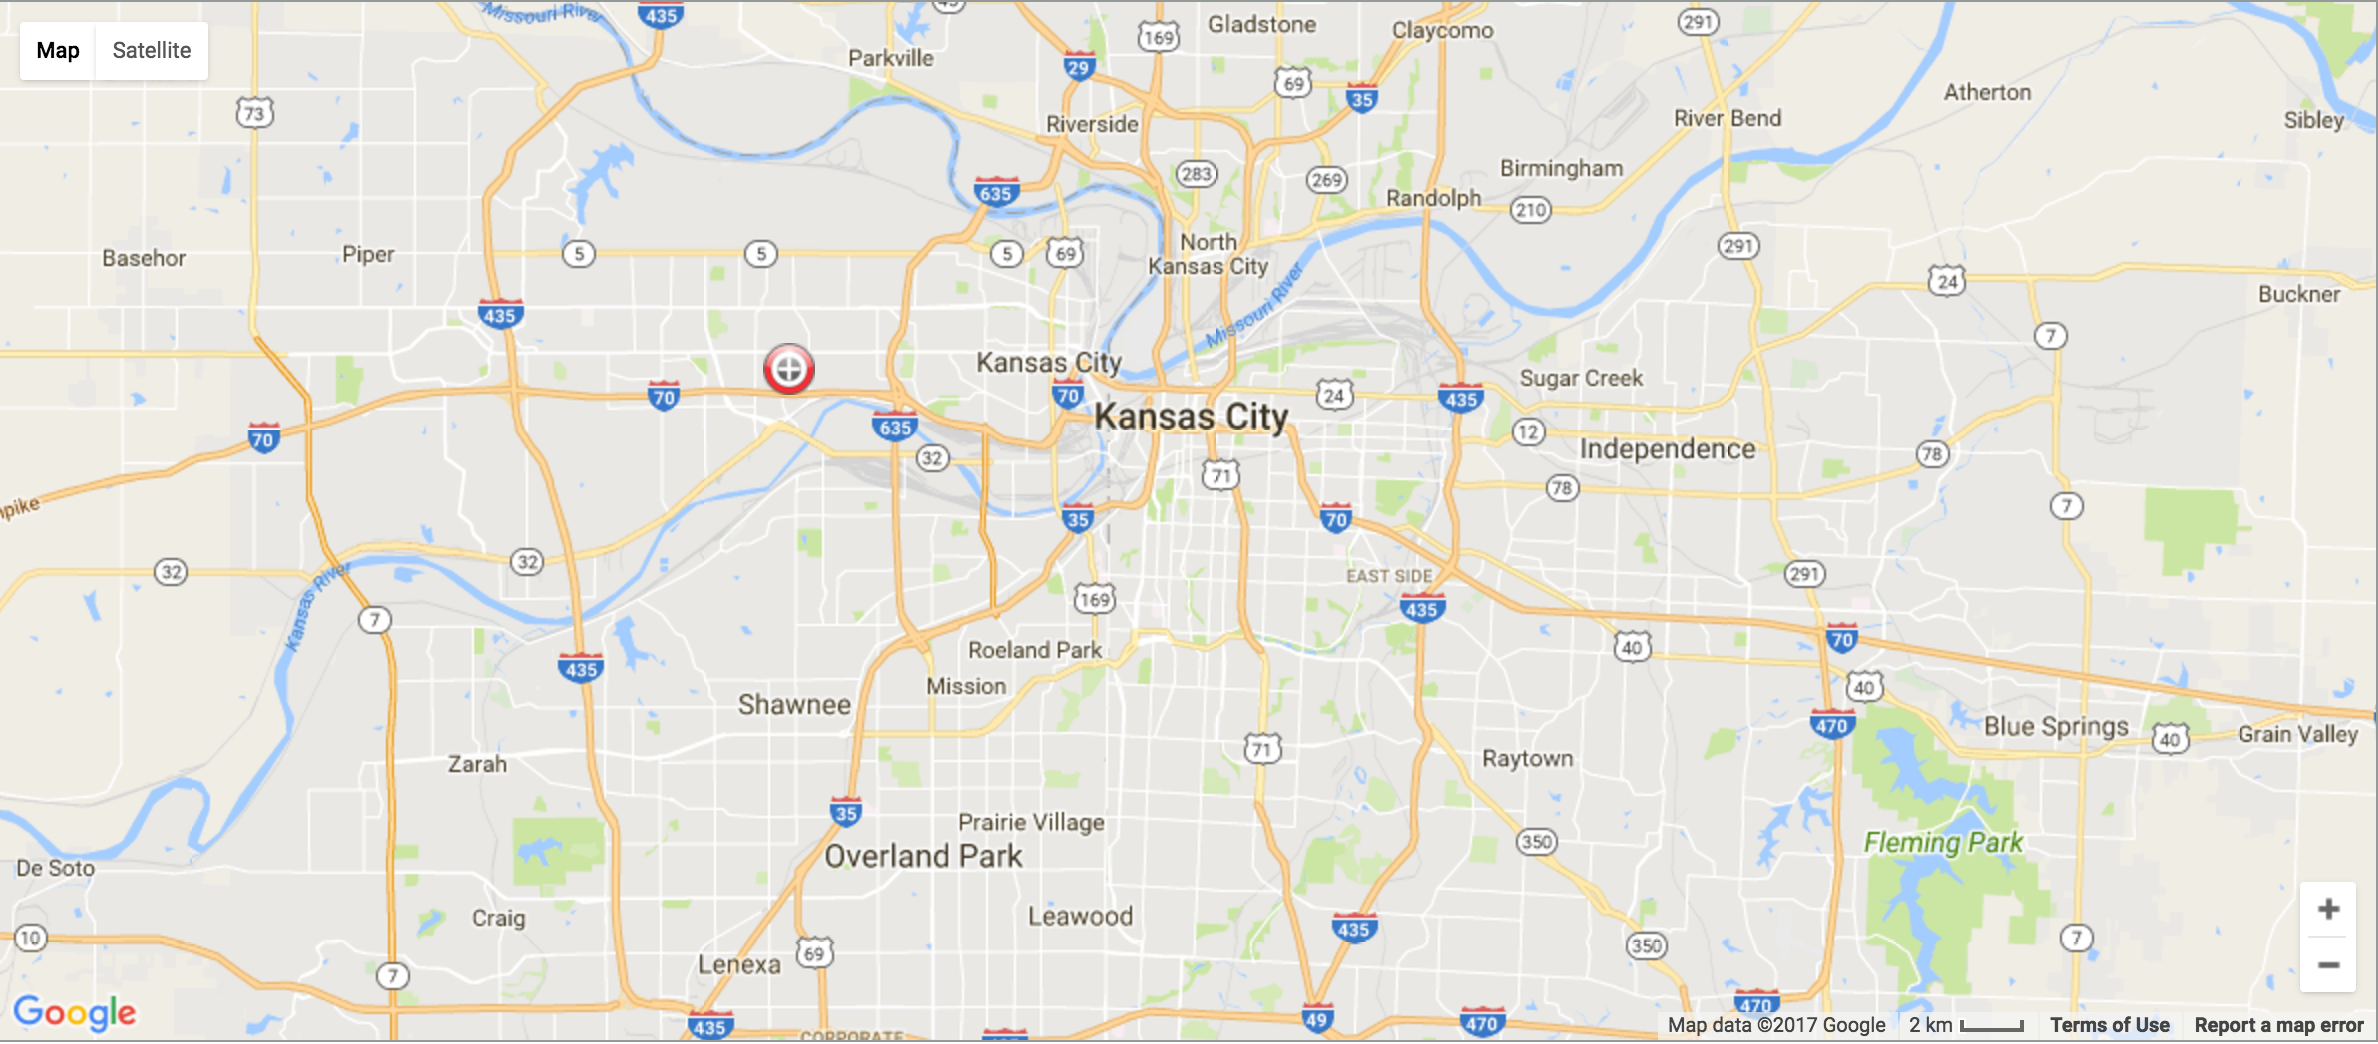 Missouri River
435
45
Gladstone
Claycomo
291
Map
Satellite
169
Parkville
29
69
35
Atherton
73
River Bend
Sibley
Riverside
Birmingham
283
269
635
Randolph
210
North
Kansas City
291
Basehor
Piper
5
5
5
69
24
Buckner
Missouri River
435
7
Kansas City
Sugar Creek
70
70
24
435
Kansas City
635
12
70
Independence
32
78
71
78
pike
7
35
70
32
32
EAST SIDE
291
Kansas River
169
435
7
70
Roeland Park
40
435
Mission
40
Shawnee
470
Blue Springs
40
Grain Valley
71
Zarah
Raytown
35
Prairie Village
350
Fleming Park
Overland Park
De Soto
Craig
Leawood
435
10
69
350
7
+
Lenexa
−
7
Google
435
49
470
470
CORPORATE
Map data ©2017 Google
2 km
Terms of Use
Report a map error